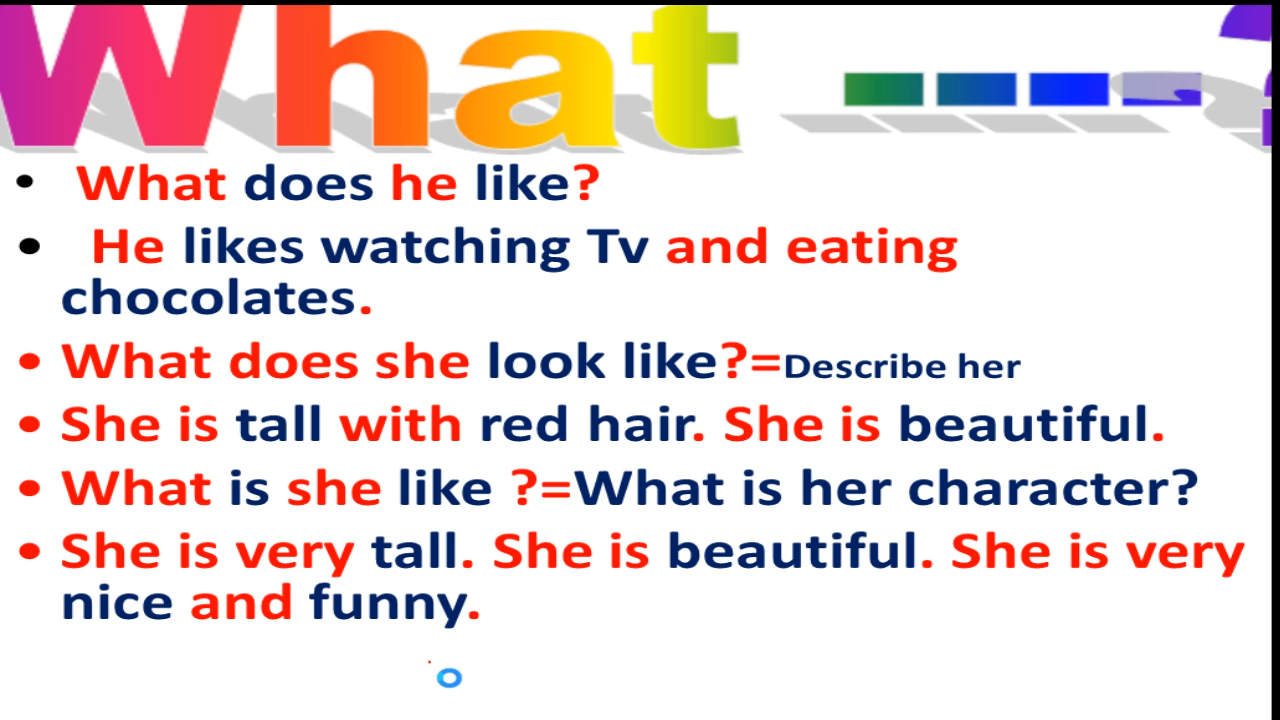 What ----?
• What does he like?
• He likes watching Tv and eating
chocolates.
• What does she look like?=Describe her
• She is tall with red hair. She is beautiful.
• What is she like ?=What is her character?
• She is very tall. She is beautiful. She is very
nice and funny.
o